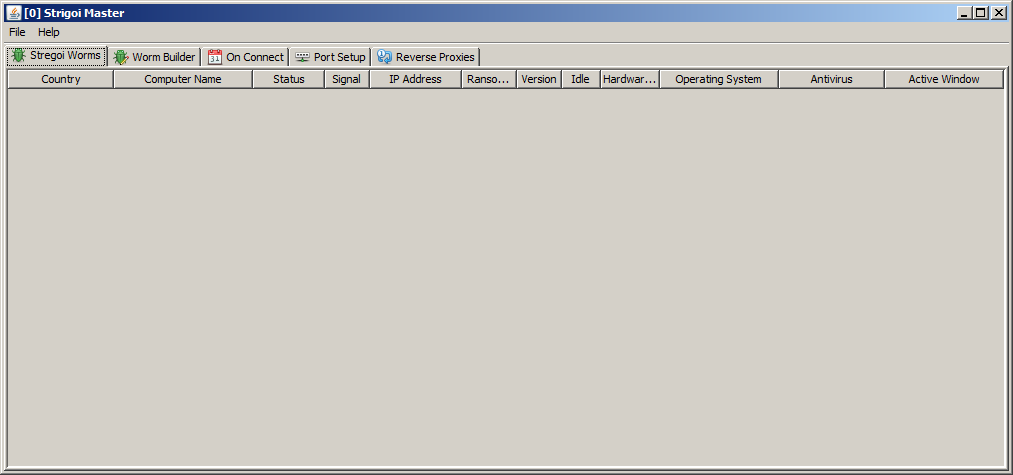 [0] Strigoi Master
File Help
Stregoi Worms Worm Builder 31 On Connect Port Setup Reverse Proxies
Country Computer Name Status Signal IP Address Ranso... Version Idle Hardwar... Operating System Antivirus Active Window